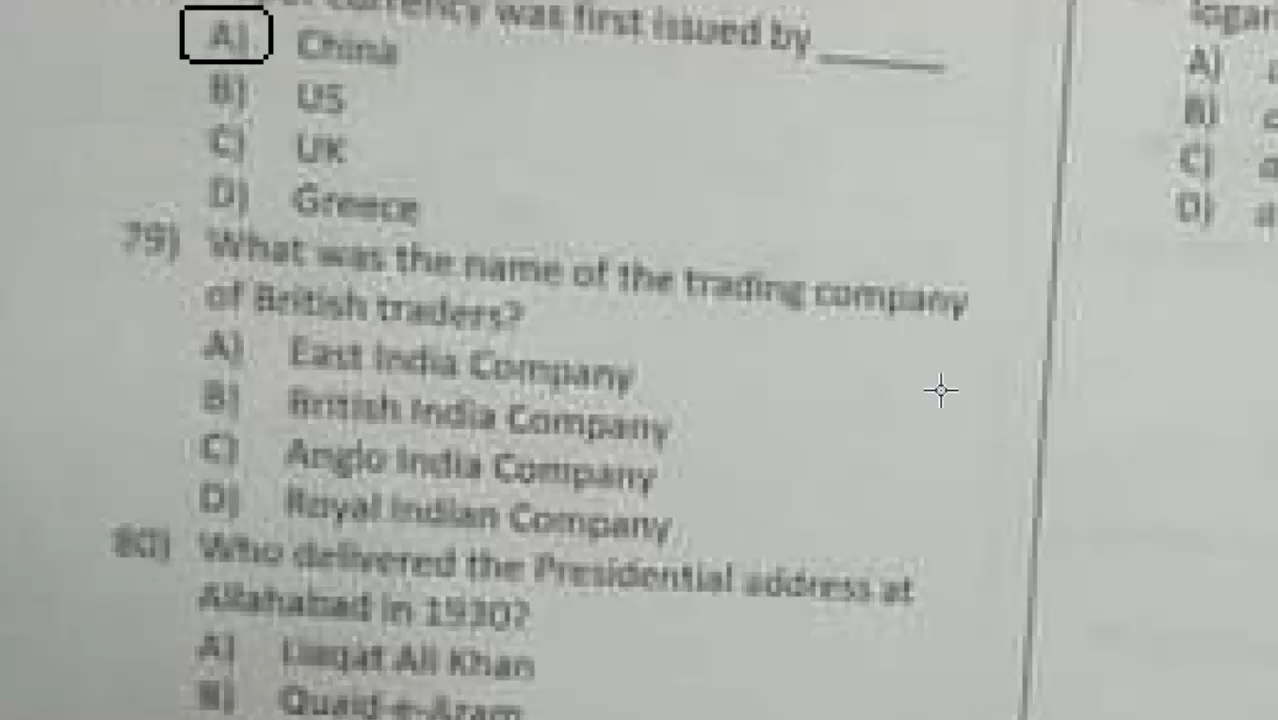 currency was first issued by ______
A) China
B) US
C) UK
D) Greece
79) What was the name of the trading company
of British traders?
A) East India Company
B) British India Company
C) Anglo India Company
D) Royal Indian Company
80) Who delivered the Presidential address at
Allahabad in 1930?
A) Liaqat Ali Khan
B) Quaid-e-Azam
A)
B)
C)
D)